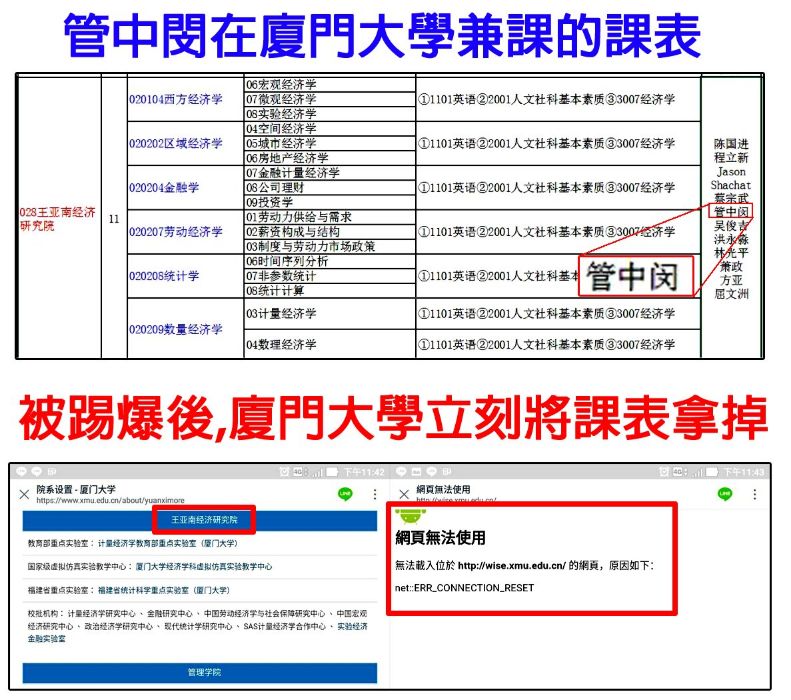 管中閔在廈門大學兼課的課表
028王亚南经济研究院
11
020104西方经济学
06宏观经济学
07微观经济学
08实验经济学
①1101英语②2001人文社科基本素质③3007经济学
020202区域经济学
04空间经济学
05城市经济学
06房地产经济学
①1101英语②2001人文社科基本素质③3007经济学
020204金融学
07金融计量经济学
08公司理财
09投资学
①1101英语②2001人文社科基本素质③3007经济学
020207劳动经济学
01劳动力供给与需求
02薪资构成与结构
03制度与劳动力市场政策
①1101英语②2001人文社科基本素质③3007经济学
020208统计学
06时间序列分析
07非参数统计
08统计计算
①1101英语②2001人文社科基本
020209数量经济学
03计量经济学
①1101英语②2001人文社科基本素质③3007经济学
04数理经济学
①1101英语②2001人文社科基本素质③3007经济学
陈国进
程立新
Jason
Shachat
蔡宗武
管中闵
吴俊吉
洪永淼
林光平
萧政
方亚
屈文洲
管中闵
被踢爆後,廈門大學立刻將課表拿掉
4G 下午11:42
院系设置 - 厦门大学
https://www.xmu.edu.cn/about/yuanximore
LINE
王亚南经济研究院
教育部重点实验室: 计量经济学教育部重点实验室(厦门大学)
国家级虚拟仿真实验教学中心: 厦门大学经济学科虚拟仿真实验教学中心
福建省重点实验室: 福建省统计科学重点实验室(厦门大学)
校批机构: 计量经济学研究中心、金融研究中心、中国劳动经济学与社会保障研究中心、中国宏观
经济研究中心、政治经济学研究中心、现代统计学研究中心、SAS计量经济学合作中心、实验经济
金融实验室
管理学院
4G 下午11:43
網頁無法使用
http://wise.xmu.edu.cn/
LINE
網頁無法使用
無法載入位於 http://wise.xmu.edu.cn/ 的網頁,原因如下:
net::ERR_CONNECTION_RESET